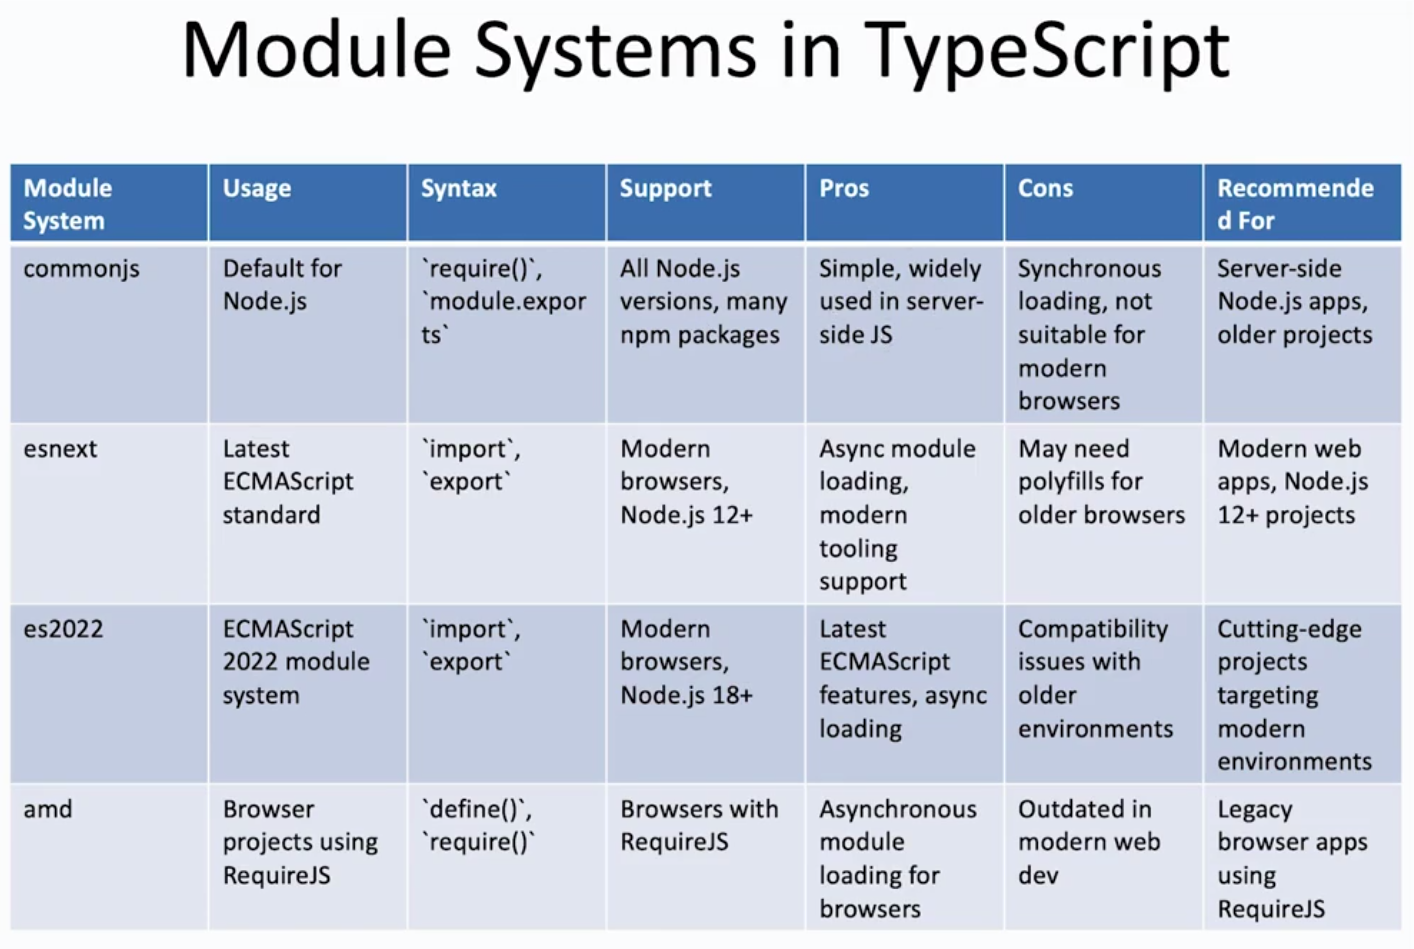 Module Systems in TypeScript
Module
System
Usage
Syntax
Support
Pros
Cons
Recommende
d For
commonjs
Default for
Node.js
`require()`,
`module.expor
ts`
All Node.js
versions, many
npm packages
Simple, widely
used in server-
side JS
Synchronous
loading, not
suitable for
modern
browsers
Server-side
Node.js apps,
older projects
esnext
Latest
ECMAScript
standard
`import`,
`export`
Modern
browsers,
Node.js 12+
Async module
loading,
modern
tooling
support
May need
polyfills for
older browsers
Modern web
apps, Node.js
12+ projects
es2022
ECMAScript
2022 module
system
`import`,
`export`
Modern
browsers,
Node.js 18+
Latest
ECMAScript
features, async
loading
Compatibility
issues with
older
environments
Cutting-edge
projects
targeting
modern
environments
amd
Browser
projects using
RequireJS
`define()`,
`require()`
Browsers with
RequireJS
Asynchronous
module
loading for
browsers
Outdated in
modern web
dev
Legacy
browser apps
using
RequireJS